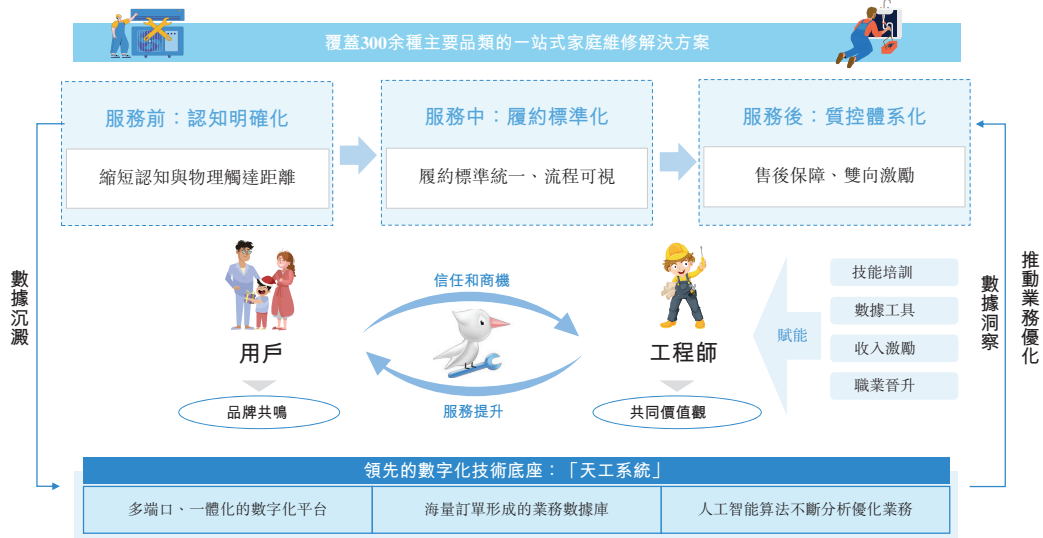 覆蓋300余種主要品類的一站式家庭維修解決方案
服務前：認知明確化
縮短認知與物理觸達距離
服務中：履約標準化
履約標準統一、流程可視
服務後：質控體系化
售後保障、雙向激勵
數據沉澱
用戶
品牌共鳴
信任和商機
服務提升
工程師
共同價值觀
賦能
技能培訓
數據工具
收入激勵
職業晉升
數據洞察
推動業務優化
領先的數字化技術底座：「天工系統」
多端口、一體化的數字化平台
海量訂單形成的業務數據庫
人工智能算法不斷分析優化業務